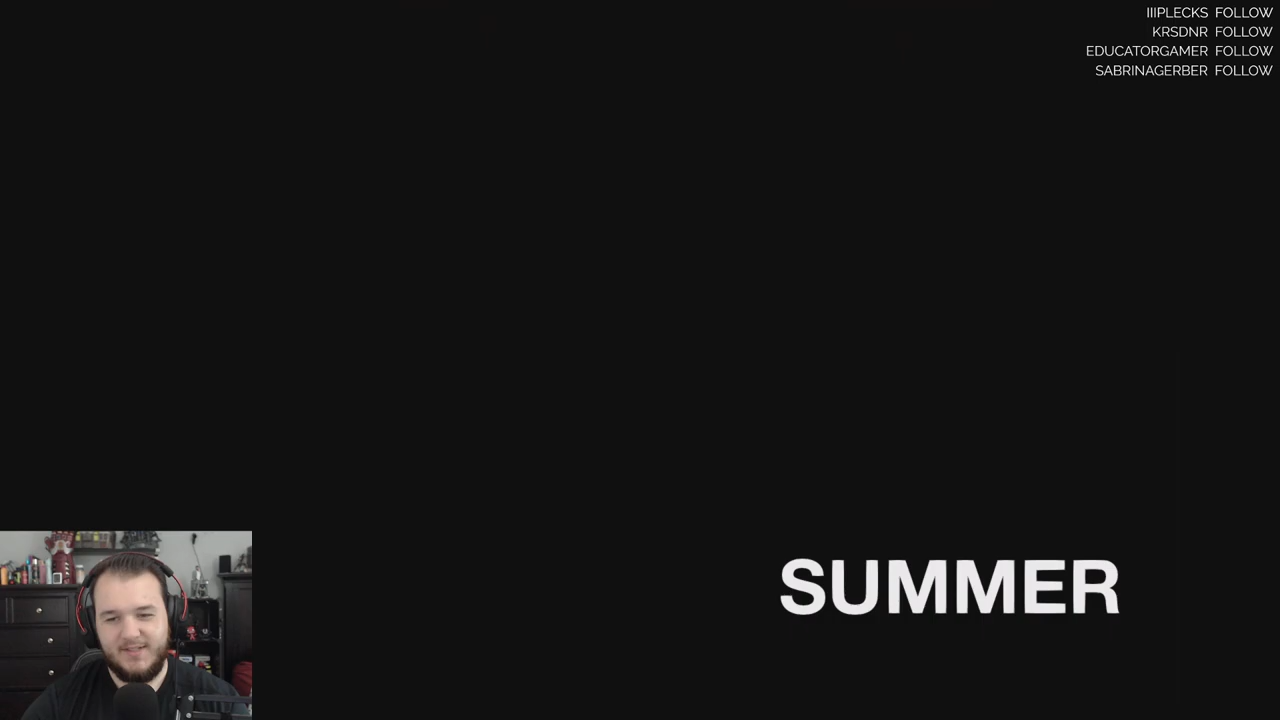 IIIPLECKS FOLLOW
KRSDNR FOLLOW
EDUCATORGAMER FOLLOW
SABRINAGERBER FOLLOW
SUMMER